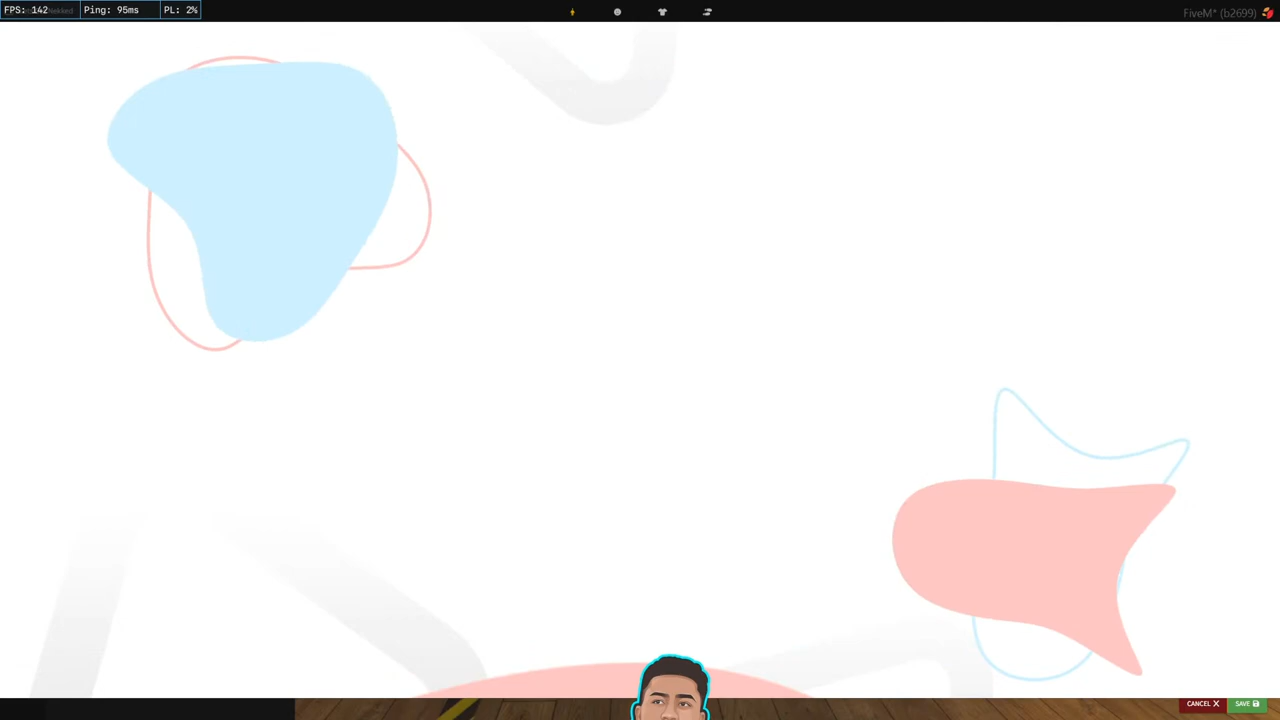 FPS: 142
Ping: 95ms
PL: 2%
FiveM* (b2699)
CANCEL X
SAVE